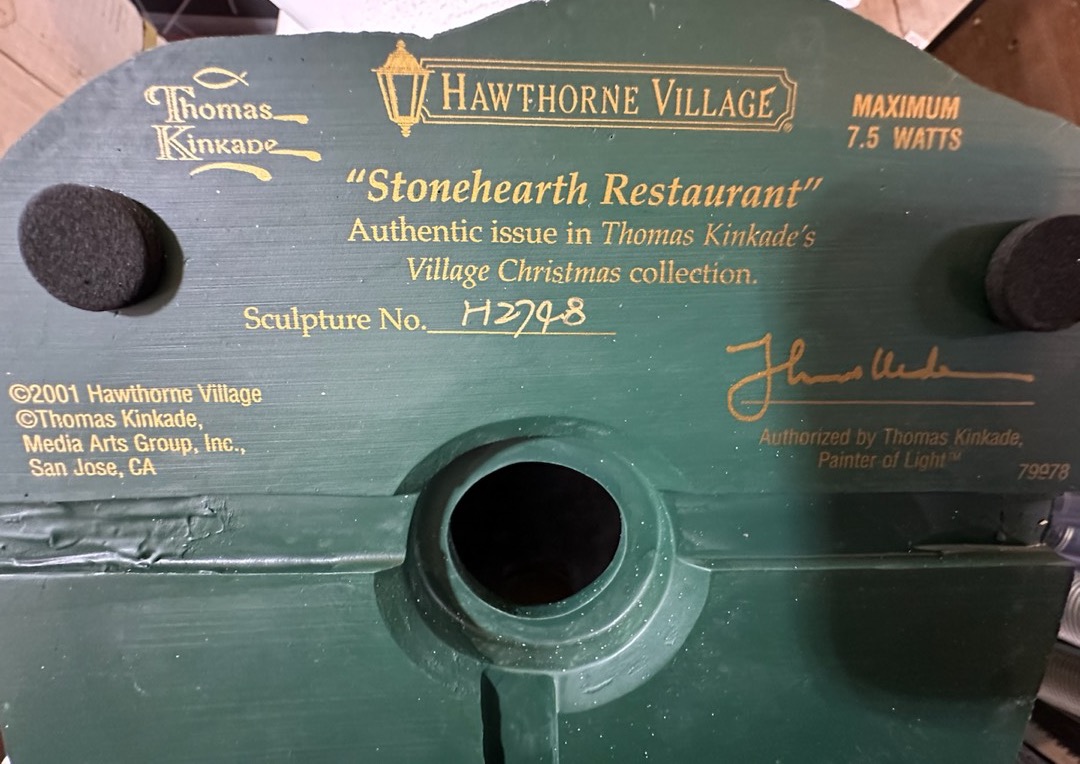 Thomas
Kinkade
HAWTHORNE VILLAGE®
MAXIMUM
7.5 WATTS
"Stonehearth Restaurant"
Authentic issue in Thomas Kinkade's
Village Christmas collection.
Sculpture No. H2748
©2001 Hawthorne Village
©Thomas Kinkade,
Media Arts Group, Inc.,
San Jose, CA
Authorized by Thomas Kinkade,
Painter of Light™
79978